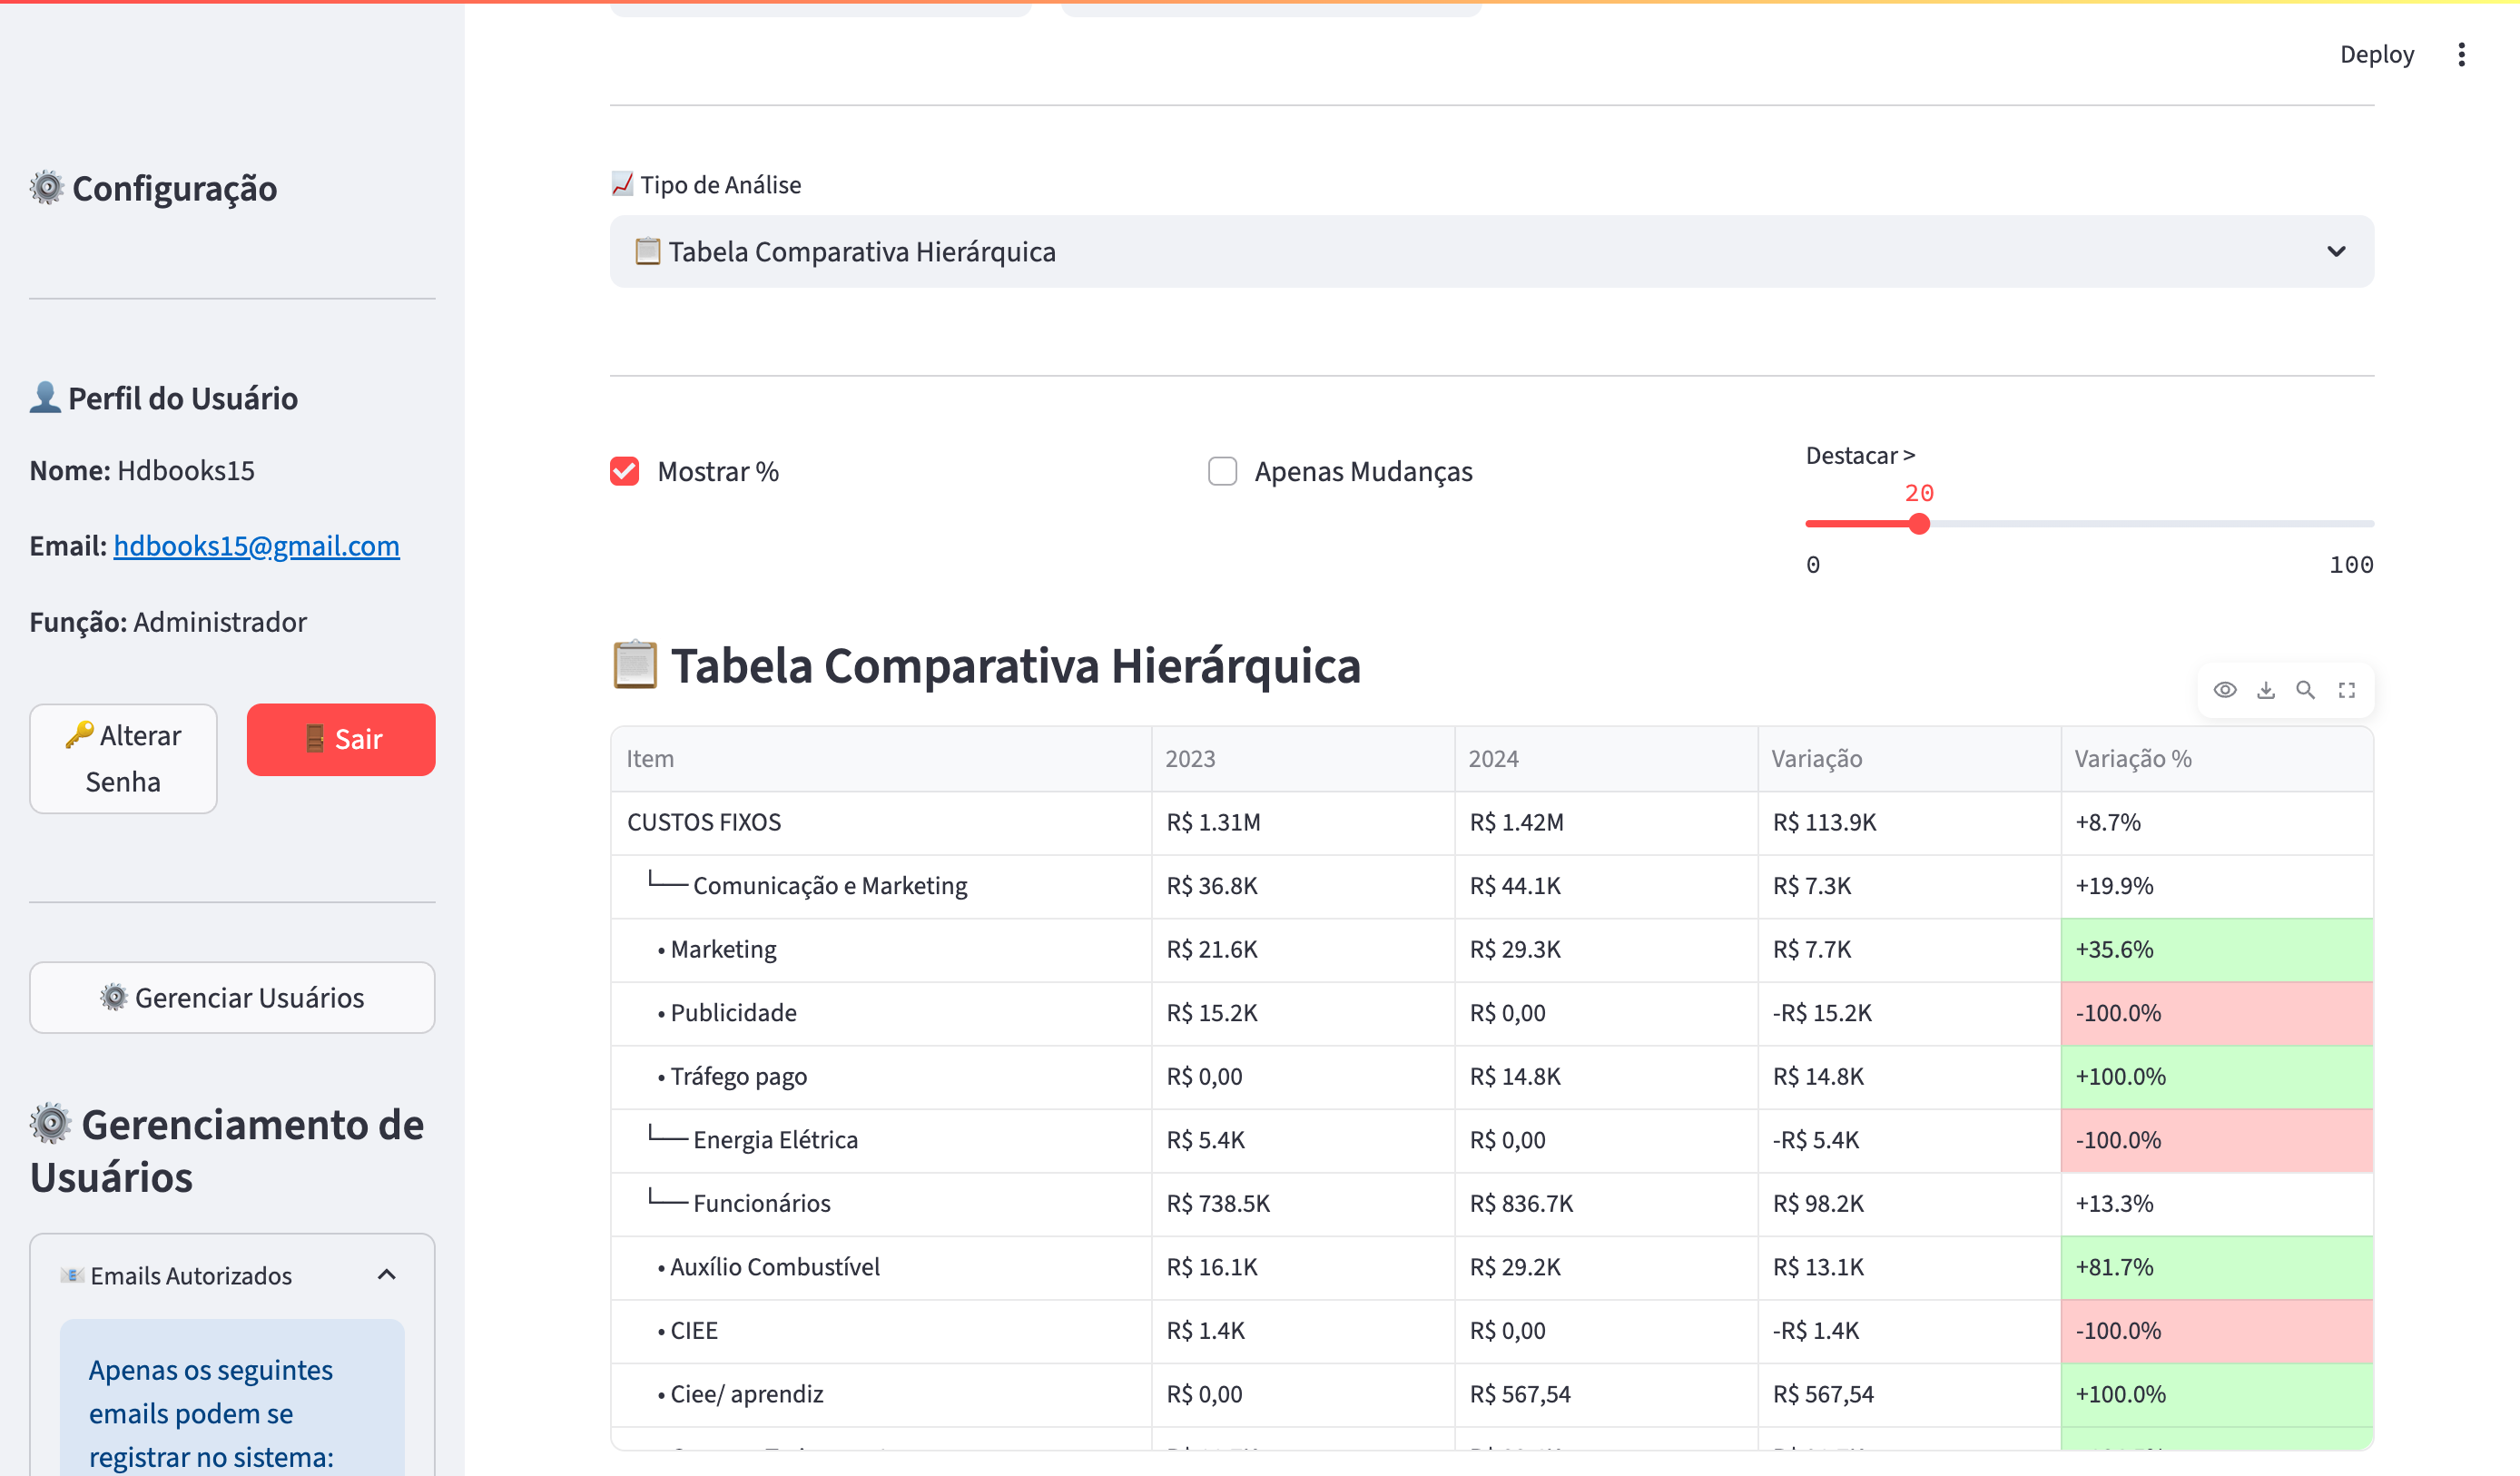 Deploy
⚙️ Configuração
👤 Perfil do Usuário
Nome: Hdbooks15
Email: hdbooks15@gmail.com
Função: Administrador
🔑 Alterar
Senha
🚪 Sair
⚙️ Gerenciar Usuários
⚙️ Gerenciamento de
Usuários
📧 Emails Autorizados
Apenas os seguintes
emails podem se
registrar no sistema:
📈 Tipo de Análise
📋 Tabela Comparativa Hierárquica
Mostrar %
Apenas Mudanças
Destacar >
20
0 100
📋 Tabela Comparativa Hierárquica
Item 2023 2024 Variação Variação %
CUSTOS FIXOS R$ 1.31M R$ 1.42M R$ 113.9K +8.7%
└── Comunicação e Marketing R$ 36.8K R$ 44.1K R$ 7.3K +19.9%
• Marketing R$ 21.6K R$ 29.3K R$ 7.7K +35.6%
• Publicidade R$ 15.2K R$ 0,00 -R$ 15.2K -100.0%
• Tráfego pago R$ 0,00 R$ 14.8K R$ 14.8K +100.0%
└── Energia Elétrica R$ 5.4K R$ 0,00 -R$ 5.4K -100.0%
└── Funcionários R$ 738.5K R$ 836.7K R$ 98.2K +13.3%
• Auxílio Combustível R$ 16.1K R$ 29.2K R$ 13.1K +81.7%
• CIEE R$ 1.4K R$ 0,00 -R$ 1.4K -100.0%
• Ciee/ aprendiz R$ 0,00 R$ 567,54 R$ 567,54 +100.0%